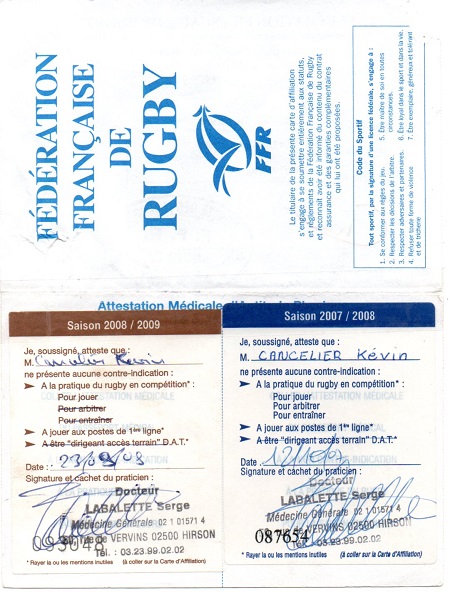 FÉDÉRATION
FRANÇAISE
DE
RUGBY
FFR
Le titulaire de la présente carte d'affiliation
s'engage à se soumettre entièrement aux statuts,
et règlements de la Fédération Française de Rugby
et reconnaît avoir été informé du contenu du contrat
assurance et des garanties complémentaires
qui lui ont été proposées.
Code du Sportif
Tout sportif, par la signature d'une licence fédérale, s'engage à :
1. Se conformer aux règles du jeu.
2. Respecter les décisions de l'arbitre.
3. Respecter adversaires et partenaires.
4. Refuser toute forme de violence
et de tricherie
5. Être maître de soi en toutes
circonstances.
6. Être loyal dans le sport et dans la vie.
7. Être exemplaire, généreux et tolérant
Attestation Médicale
Saison 2008 / 2009
Je, soussigné, atteste que :
M. Cancelier Kévin
ne présente aucune contre-indication :
➤ A la pratique du rugby en compétition* :
Pour jouer
Pour arbitrer
Pour entraîner
➤ A jouer aux postes de 1ère ligne*
➤ A être "dirigeant accès terrain" D.A.T.*
Date : 23/09/08
Signature et cachet du praticien :
Docteur
LABALETTE Serge
Médecine Générale 02 1 01571 4
Rue de VERVINS 02500 HIRSON
Tél. : 03.23.99.02.02
* Rayer la ou les mentions inutiles (à coller sur la Carte d'Affiliation)
Saison 2007 / 2008
Je, soussigné, atteste que :
M. CANCELIER Kévin
ne présente aucune contre-indication :
➤ A la pratique du rugby en compétition* :
Pour jouer
Pour arbitrer
Pour entraîner
➤ A jouer aux postes de 1ère ligne*
➤ A être "dirigeant accès terrain" D.A.T.*
Date :
Signature et cachet du praticien :
Docteur
LABALETTE Serge
Médecine Générale 02 1 01571 4
087654
VERVINS 02500 HIRSON
Tél. : 03.23.99.02.02
* Rayer la ou les mentions inutiles (à coller sur la Carte d'Affiliation)